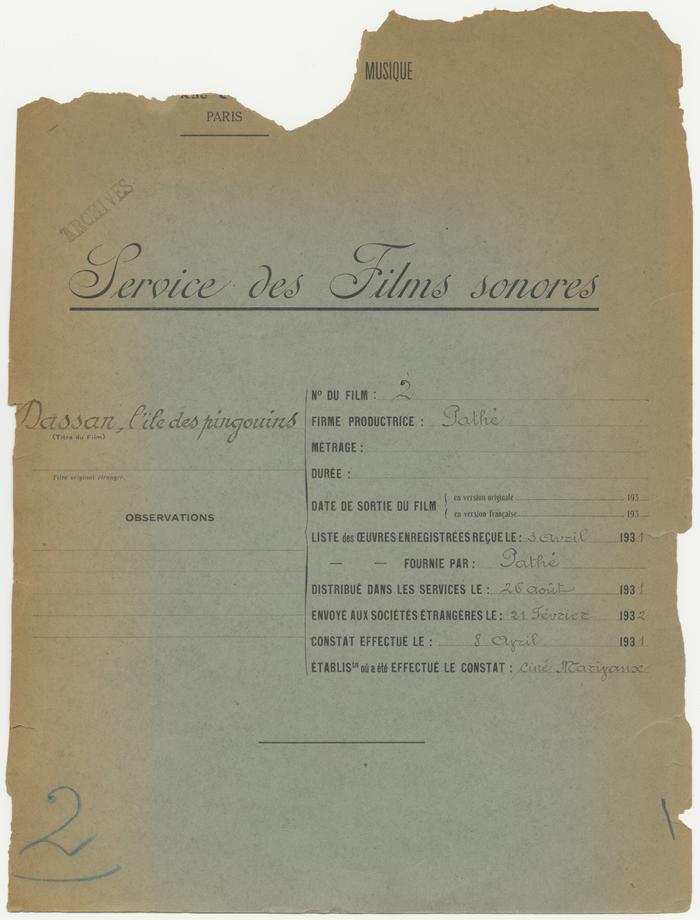 MUSIQUE
PARIS
ARCHIVES
Service des Films sonores
Nº DU FILM : 2
Dassan, l'île des pingouins
(Titre du Film)
FIRME PRODUCTRICE : Pathé
MÉTRAGE :
DURÉE :
Titre original étranger.
DATE DE SORTIE DU FILM { en version originale 193
en version française 193
OBSERVATIONS
LISTE des ŒUVRES ENREGISTRÉES REÇUE LE : 3 Avril 1931
— — FOURNIE PAR : Pathé
DISTRIBUÉ DANS LES SERVICES LE : 26 août 1931
ENVOYÉ AUX SOCIÉTÉS ÉTRANGÈRES LE : 21 Février 1932
CONSTAT EFFECTUÉ LE : 8 Avril 1931
ÉTABLISᵗⁿ où a été EFFECTUÉ LE CONSTAT : Ciné Marivaux
2